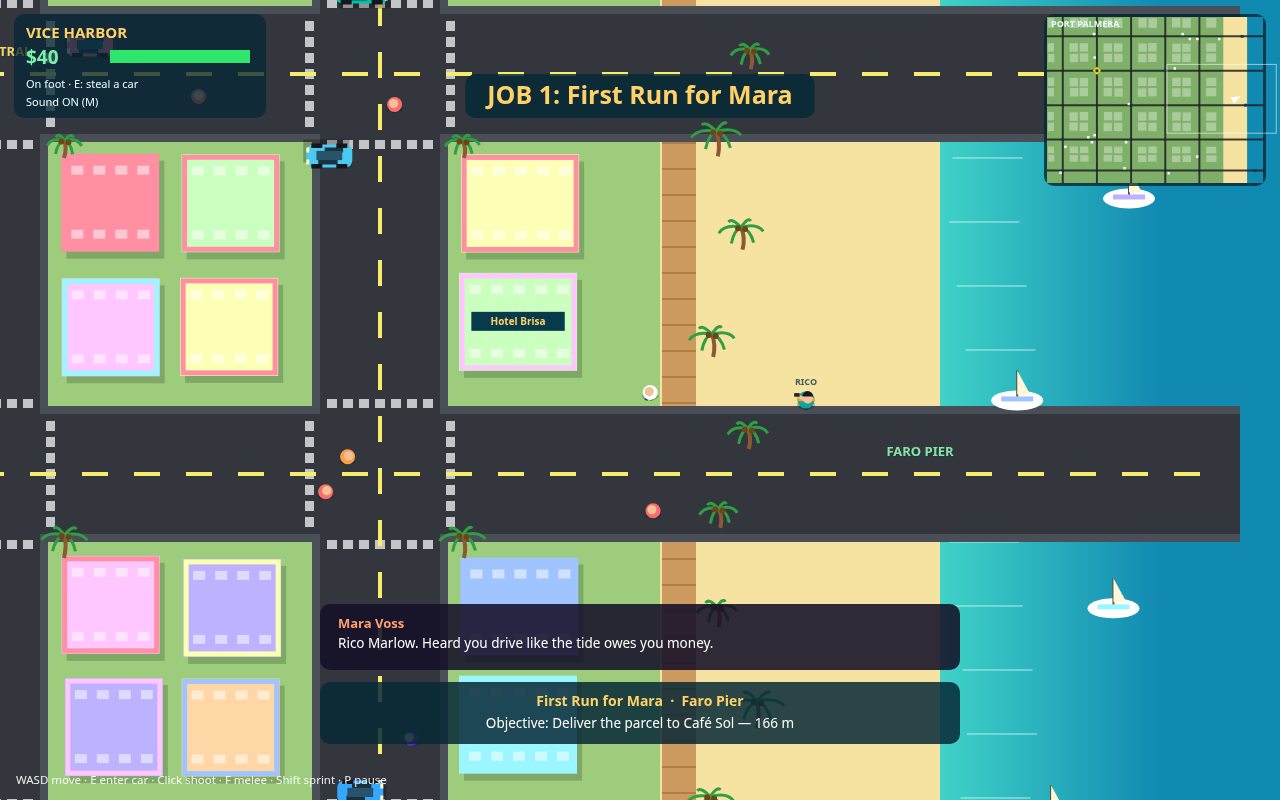 VICE HARBOR
TRAL
$40
On foot · E: steal a car
Sound ON (M)
JOB 1: First Run for Mara
PORT PALMERA
Hotel Brisa
RICO
FARO PIER
Mara Voss
Rico Marlow. Heard you drive like the tide owes you money.
First Run for Mara · Faro Pier
Objective: Deliver the parcel to Café Sol — 166 m
WASD move · E enter car · Click shoot · F melee · Shift sprint · P pause